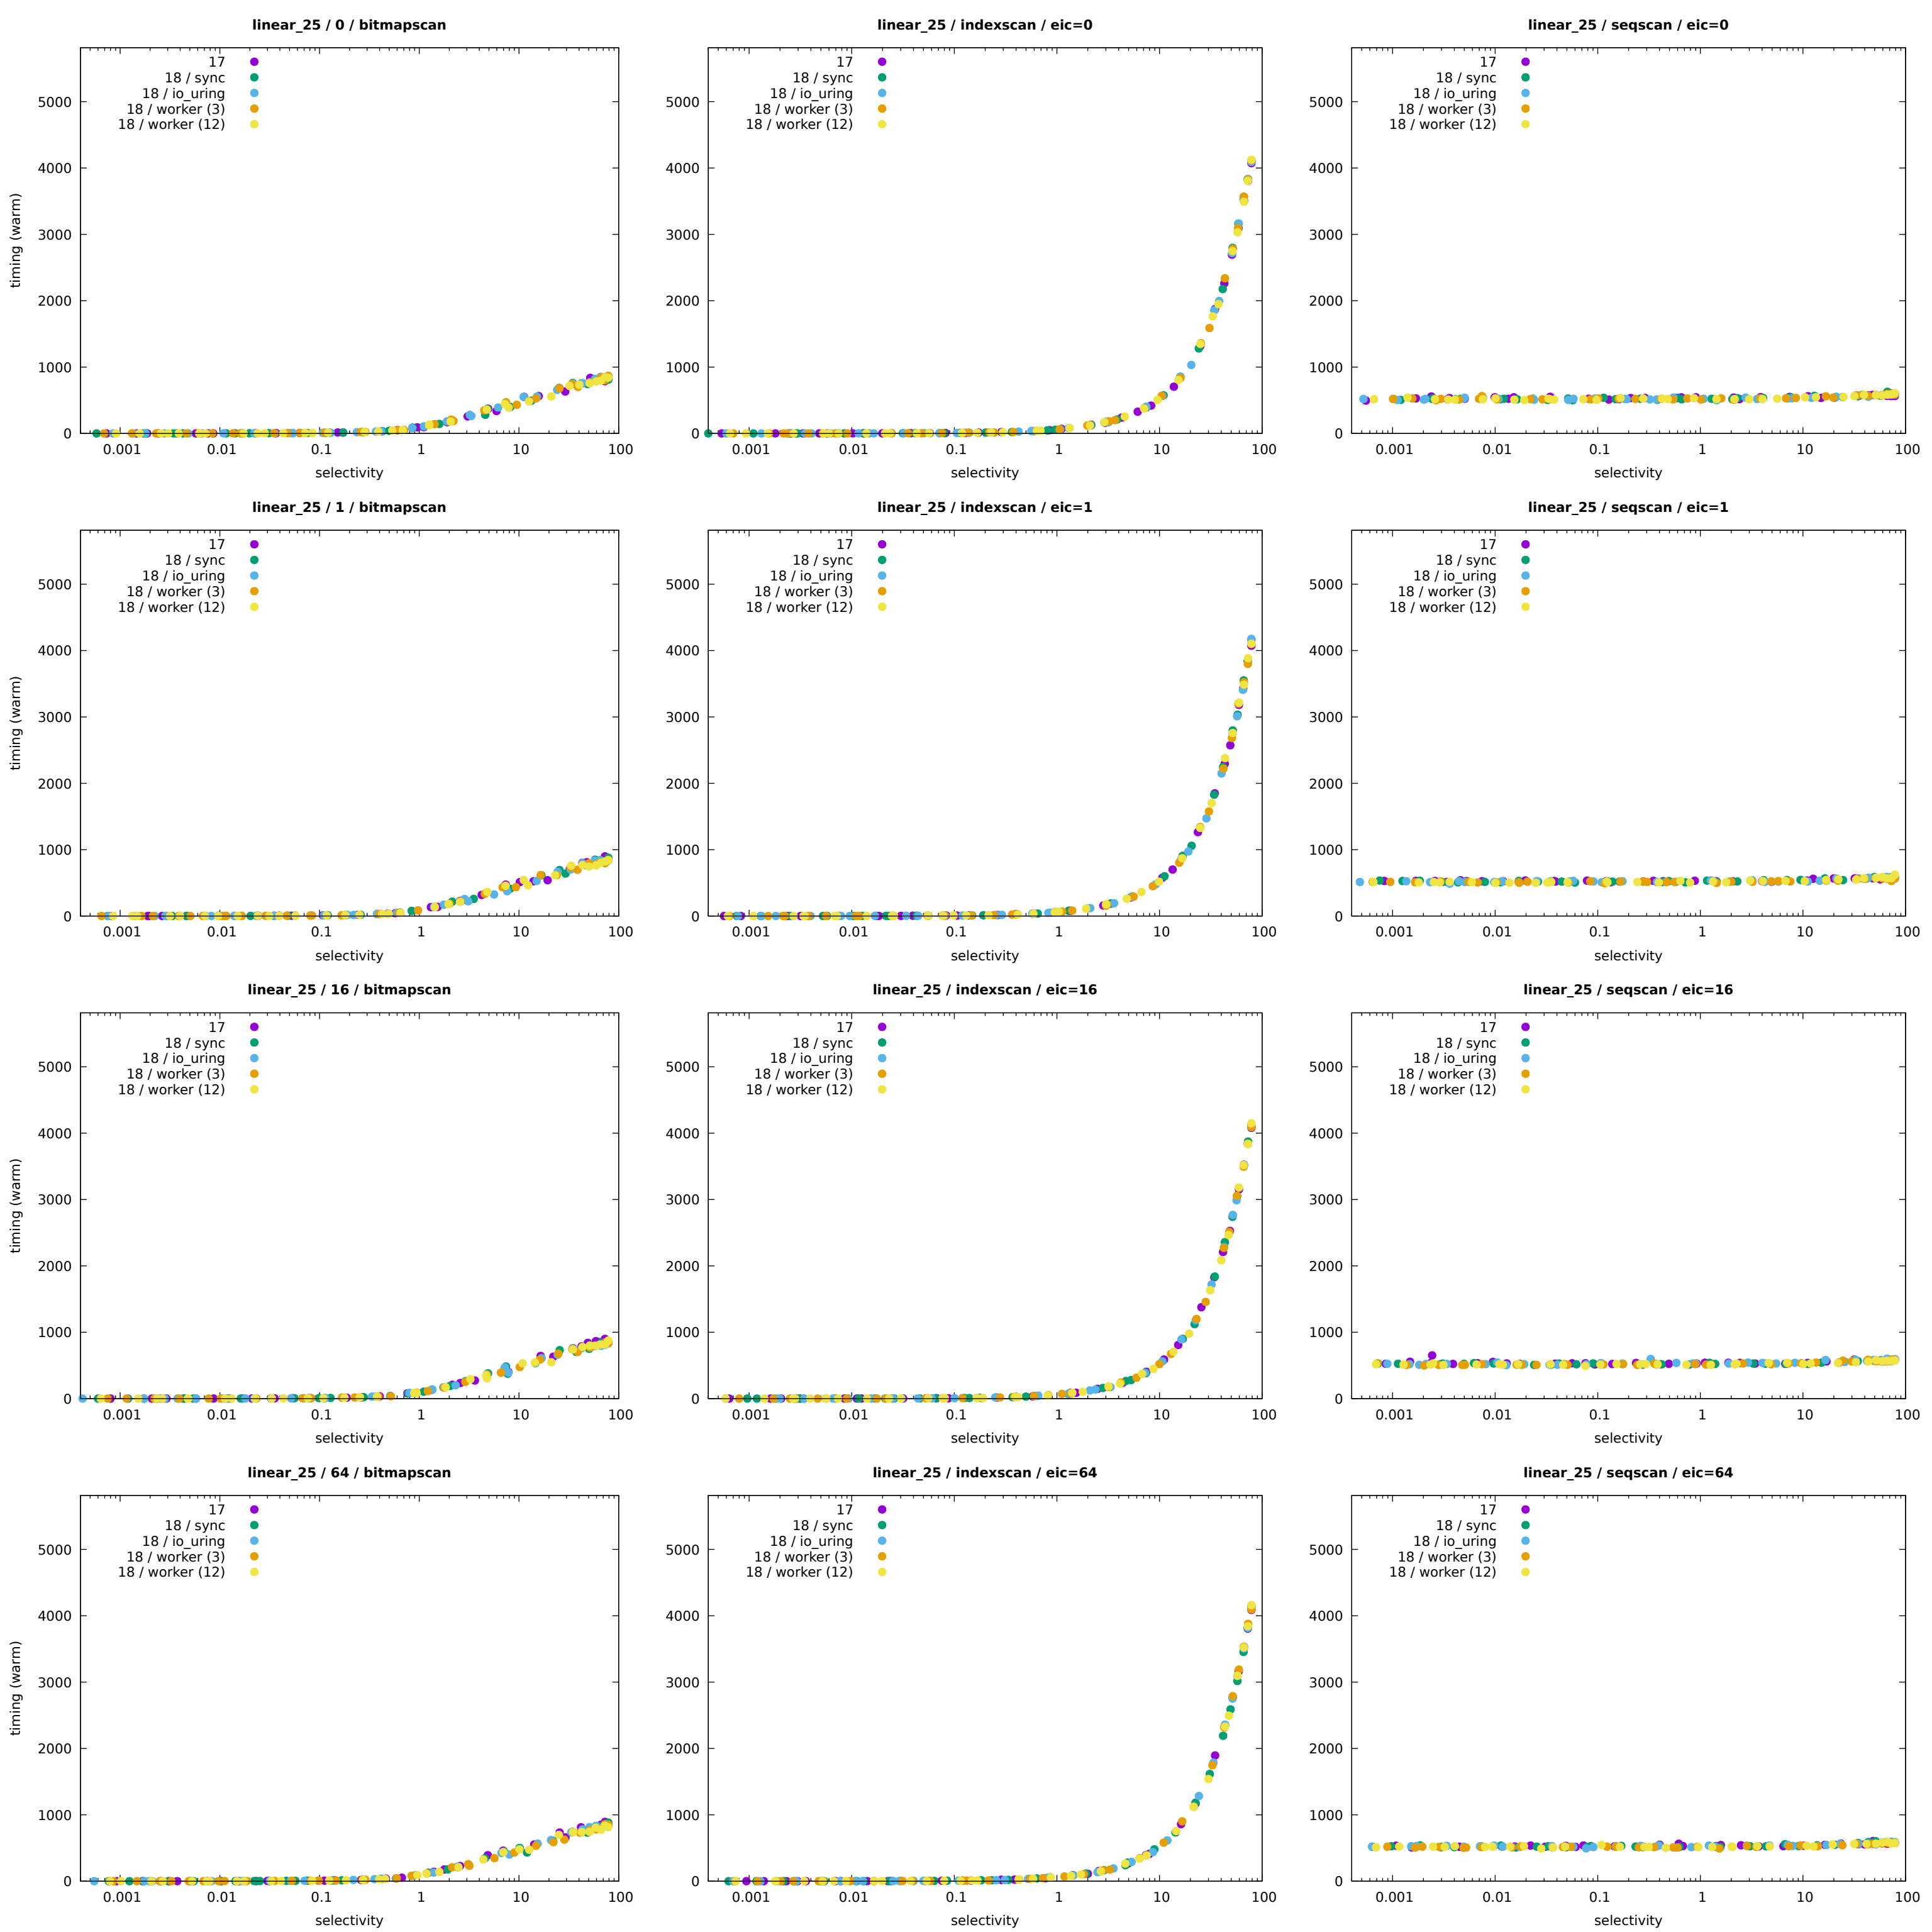 linear_25 / 0 / bitmapscan
17
18 / sync
18 / io_uring
18 / worker (3)
18 / worker (12)
5000
4000
3000
2000
1000
0
timing (warm)
0.001 0.01 0.1 1 10 100
selectivity
linear_25 / indexscan / eic=0
17
18 / sync
18 / io_uring
18 / worker (3)
18 / worker (12)
5000
4000
3000
2000
1000
0
0.001 0.01 0.1 1 10 100
selectivity
linear_25 / seqscan / eic=0
17
18 / sync
18 / io_uring
18 / worker (3)
18 / worker (12)
5000
4000
3000
2000
1000
0
0.001 0.01 0.1 1 10 100
selectivity
linear_25 / 1 / bitmapscan
17
18 / sync
18 / io_uring
18 / worker (3)
18 / worker (12)
5000
4000
3000
2000
1000
0
timing (warm)
0.001 0.01 0.1 1 10 100
selectivity
linear_25 / indexscan / eic=1
17
18 / sync
18 / io_uring
18 / worker (3)
18 / worker (12)
5000
4000
3000
2000
1000
0
0.001 0.01 0.1 1 10 100
selectivity
linear_25 / seqscan / eic=1
17
18 / sync
18 / io_uring
18 / worker (3)
18 / worker (12)
5000
4000
3000
2000
1000
0
0.001 0.01 0.1 1 10 100
selectivity
linear_25 / 16 / bitmapscan
17
18 / sync
18 / io_uring
18 / worker (3)
18 / worker (12)
5000
4000
3000
2000
1000
0
timing (warm)
0.001 0.01 0.1 1 10 100
selectivity
linear_25 / indexscan / eic=16
17
18 / sync
18 / io_uring
18 / worker (3)
18 / worker (12)
5000
4000
3000
2000
1000
0
0.001 0.01 0.1 1 10 100
selectivity
linear_25 / seqscan / eic=16
17
18 / sync
18 / io_uring
18 / worker (3)
18 / worker (12)
5000
4000
3000
2000
1000
0
0.001 0.01 0.1 1 10 100
selectivity
linear_25 / 64 / bitmapscan
17
18 / sync
18 / io_uring
18 / worker (3)
18 / worker (12)
5000
4000
3000
2000
1000
0
timing (warm)
0.001 0.01 0.1 1 10 100
selectivity
linear_25 / indexscan / eic=64
17
18 / sync
18 / io_uring
18 / worker (3)
18 / worker (12)
5000
4000
3000
2000
1000
0
0.001 0.01 0.1 1 10 100
selectivity
linear_25 / seqscan / eic=64
17
18 / sync
18 / io_uring
18 / worker (3)
18 / worker (12)
5000
4000
3000
2000
1000
0
0.001 0.01 0.1 1 10 100
selectivity